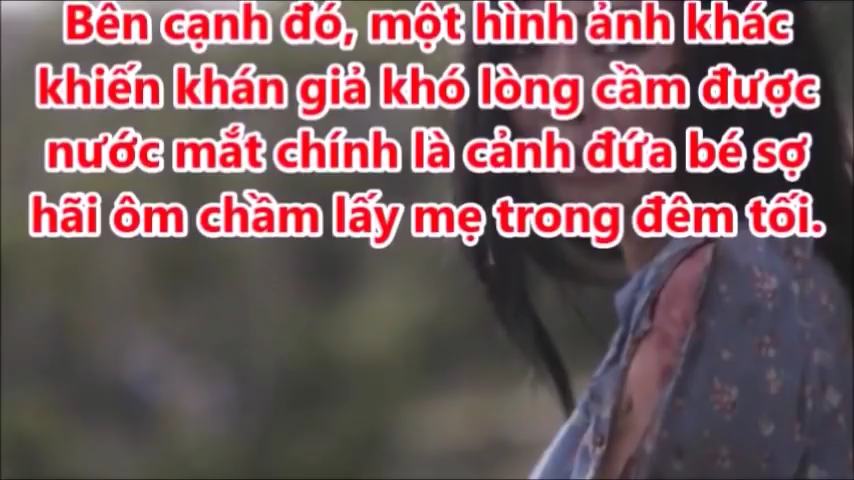 Bên cạnh đó, một hình ảnh khác
khiến khán giả khó lòng cầm được
nước mắt chính là cảnh đứa bé sợ
hãi ôm chầm lấy mẹ trong đêm tối.